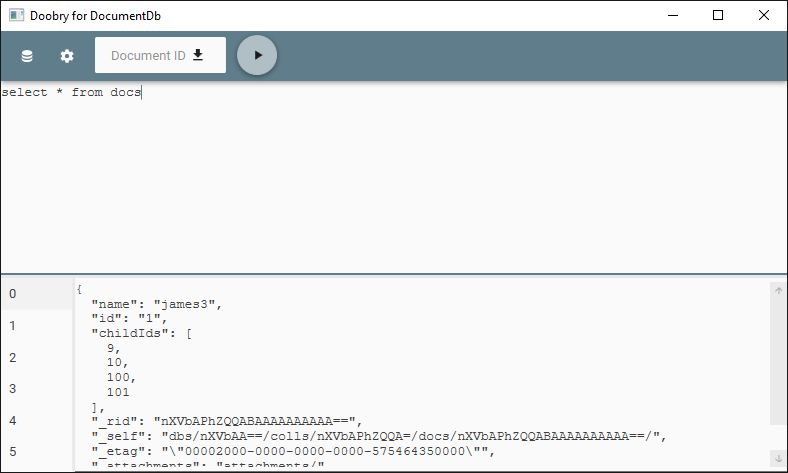 Doobry for DocumentDb
Document ID
select * from docs
0
1
2
3
4
5
{
"name": "james3",
"id": "1",
"childIds": [
9,
10,
100,
101
],
"_rid": "nXVbAPhZQQABAAAAAAAAAA==",
"_self": "dbs/nXVbAA==/colls/nXVbAPhZQQA=/docs/nXVbAPhZQQABAAAAAAAAAA==/",
"_etag": "\"00002000-0000-0000-0000-575464350000\"",
"_attachments": "attachments/"